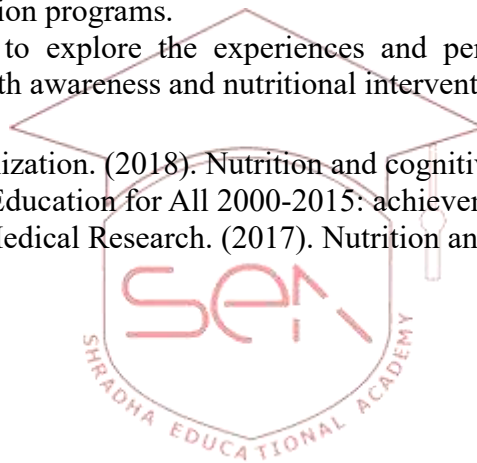 ion programs.
to explore the experiences and per
th awareness and nutritional intervent
ization. (2018). Nutrition and cognitiv
Education for All 2000-2015: achiever
Medical Research. (2017). Nutrition an
SEA
SHRADHA EDUCATIONAL ACADEMY